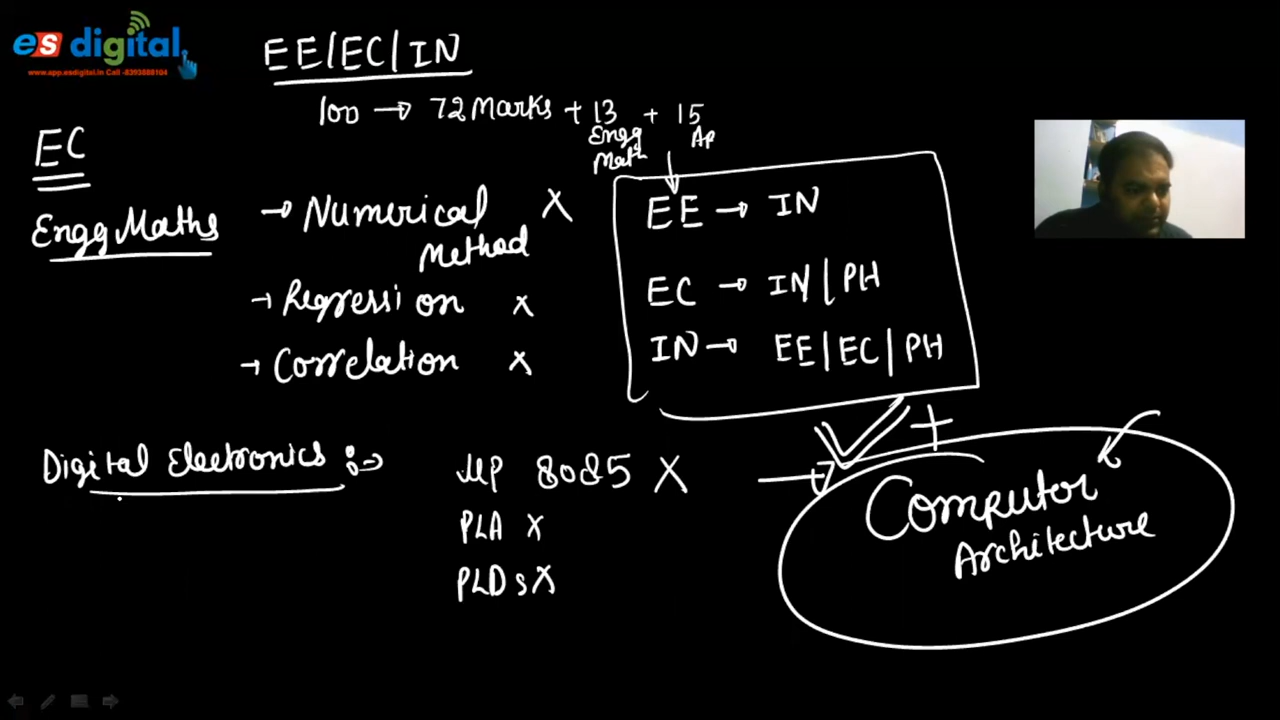 es digital
www.app.esdigital.in Call -8393888104
EE/EC/IN
100 → 72 Marks + 13 + 15
Engg Math
Ap
EC
Engg Maths → Numerical Method X
→ Regression X
→ Correlation X
EE → IN
EC → IN/PH
IN → EE/EC/PH
+
Digital Electronics :→ MP 8085 X
PLA X
PLDs X
→ Computer
Architecture